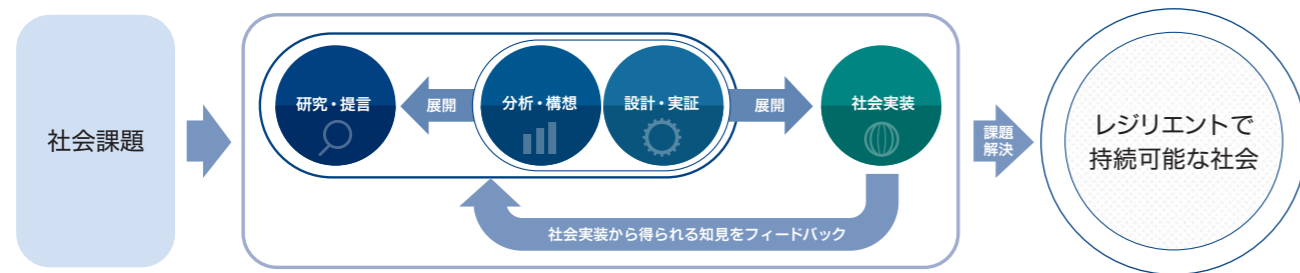 社会課題
研究・提言
展開
分析・構想
設計・実証
展開
社会実装
社会実装から得られる知見をフィードバック
課題
解決
レジリエントで
持続可能な社会